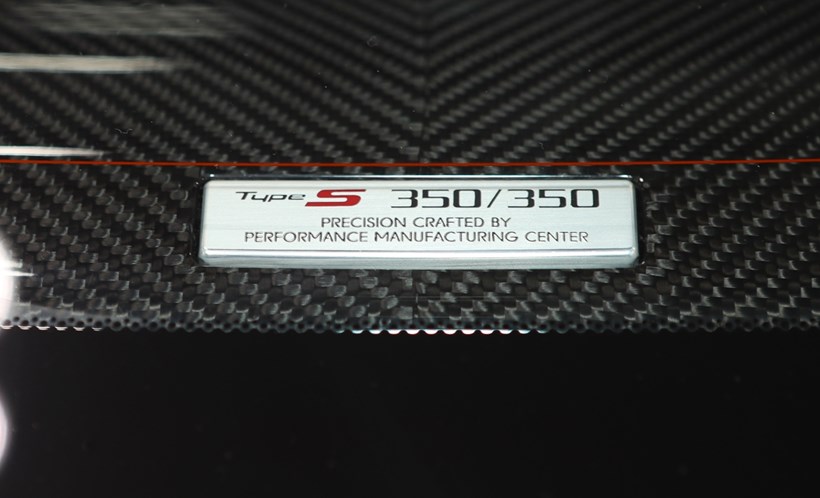 Type S 350/350
PRECISION CRAFTED BY
PERFORMANCE MANUFACTURING CENTER